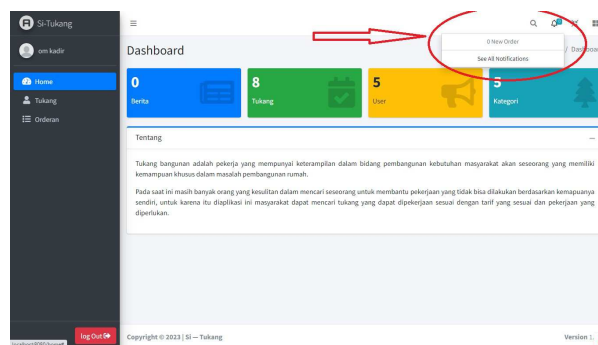 Si-Tukang
om kadir
Home
Tukang
Orderan
log Out
Dashboard
0 New Order
See All Notifications
0
Berita
8
Tukang
5
User
5
Kategori
Tentang
Tukang bangunan adalah pekerja yang mempunyai keterampilan dalam bidang pembangunan kebutuhan masyarakat akan seseorang yang memiliki
kemampuan khusus dalam masalah pembangunan rumah.
Pada saat ini masih banyak orang yang kesulitan dalam mencari seseorang untuk membantu pekerjaan yang tidak bisa dilakukan berdasarkan kemapuanya
sendiri, untuk karena itu diaplikasi ini masyarakat dapat mencari tukang yang dapat dipekerjaan sesuai dengan tarif yang sesuai dan pekerjaan yang
diperlukan.
Copyright © 2023 | Si — Tukang
Version 1.